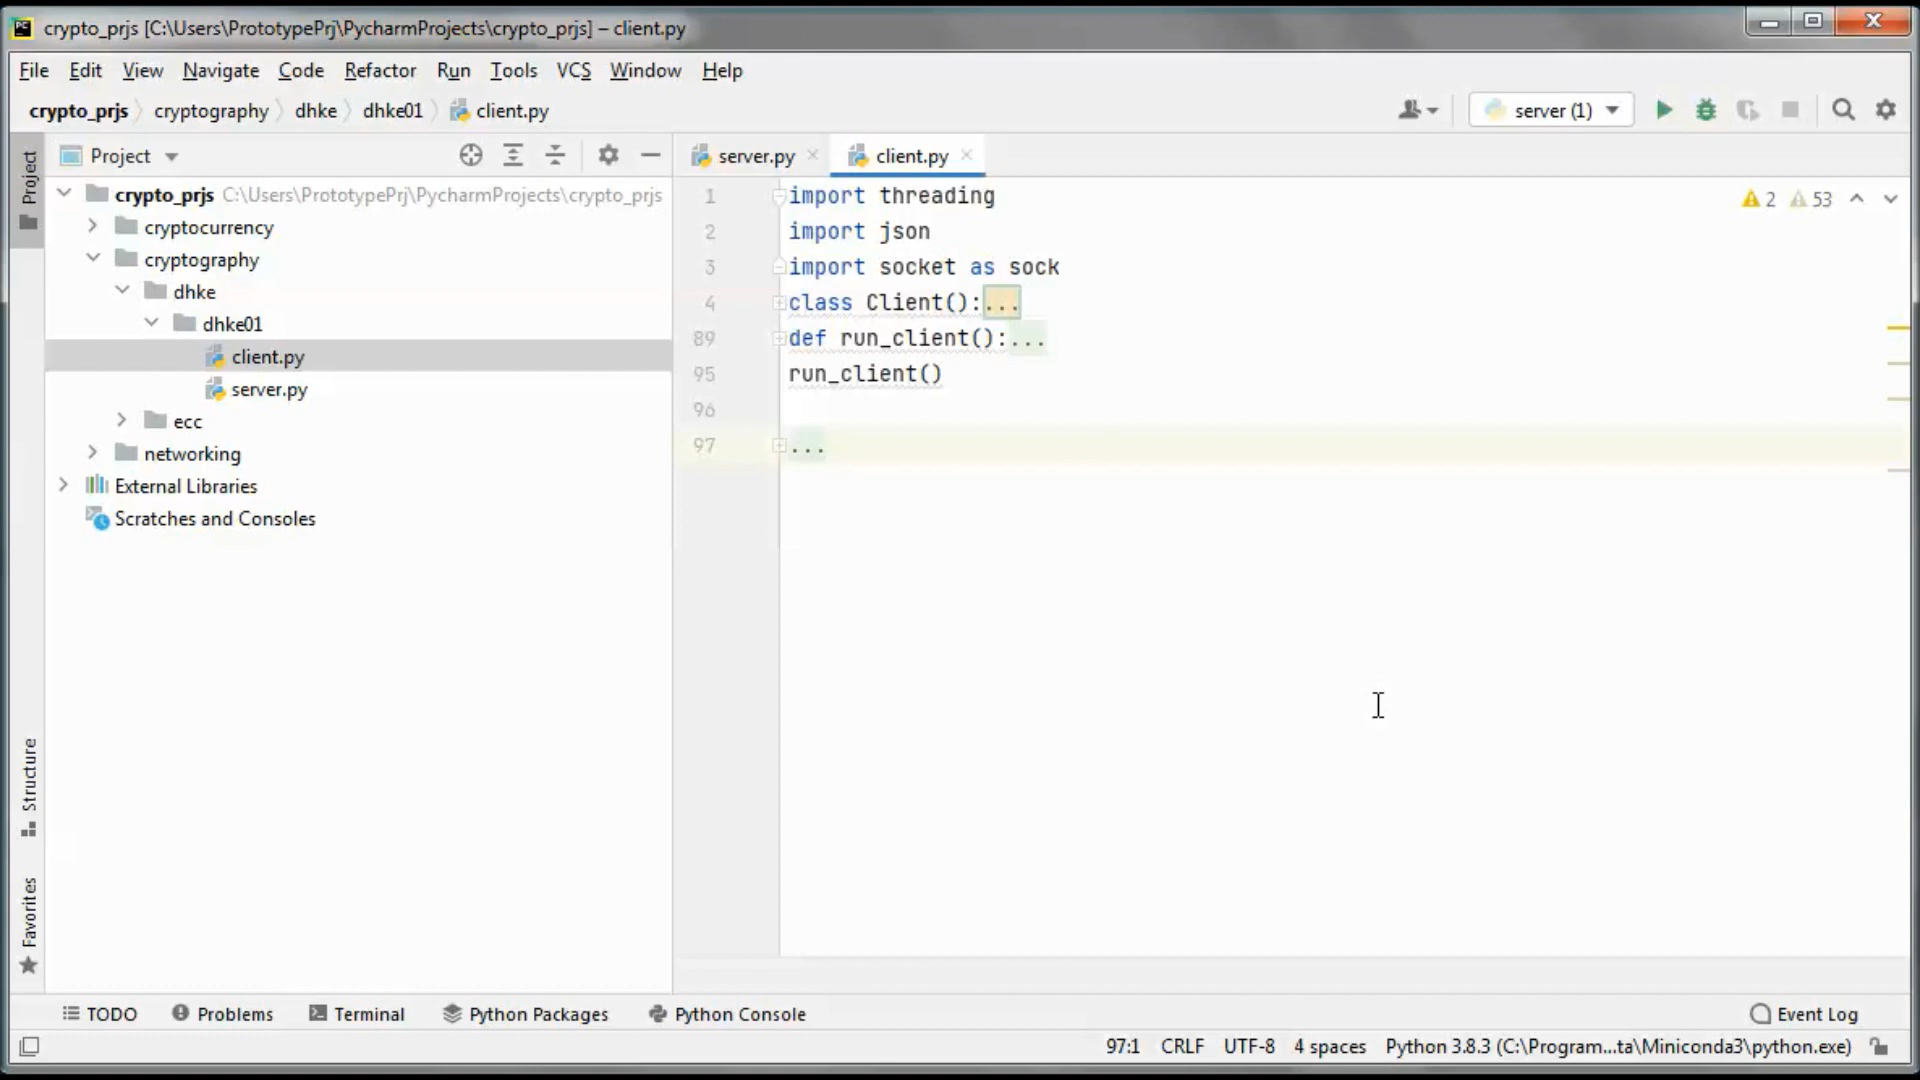 crypto_prjs [C:\Users\PrototypePrj\PycharmProjects\crypto_prjs] – client.py
File Edit View Navigate Code Refactor Run Tools VCS Window Help
crypto_prjs cryptography dhke dhke01 client.py server (1)
Project
Project
server.py
client.py
crypto_prjs C:\Users\PrototypePrj\PycharmProjects\crypto_prjs
cryptocurrency
cryptography
dhke
dhke01
client.py
server.py
ecc
networking
External Libraries
Scratches and Consoles
1 import threading
2 import json
3 import socket as sock
4 class Client():...
89 def run_client():...
95 run_client()
96
97 ...
2 53
Structure
Favorites
TODO Problems Terminal Python Packages Python Console Event Log
97:1 CRLF UTF-8 4 spaces Python 3.8.3 (C:\Program...ta\Miniconda3\python.exe)